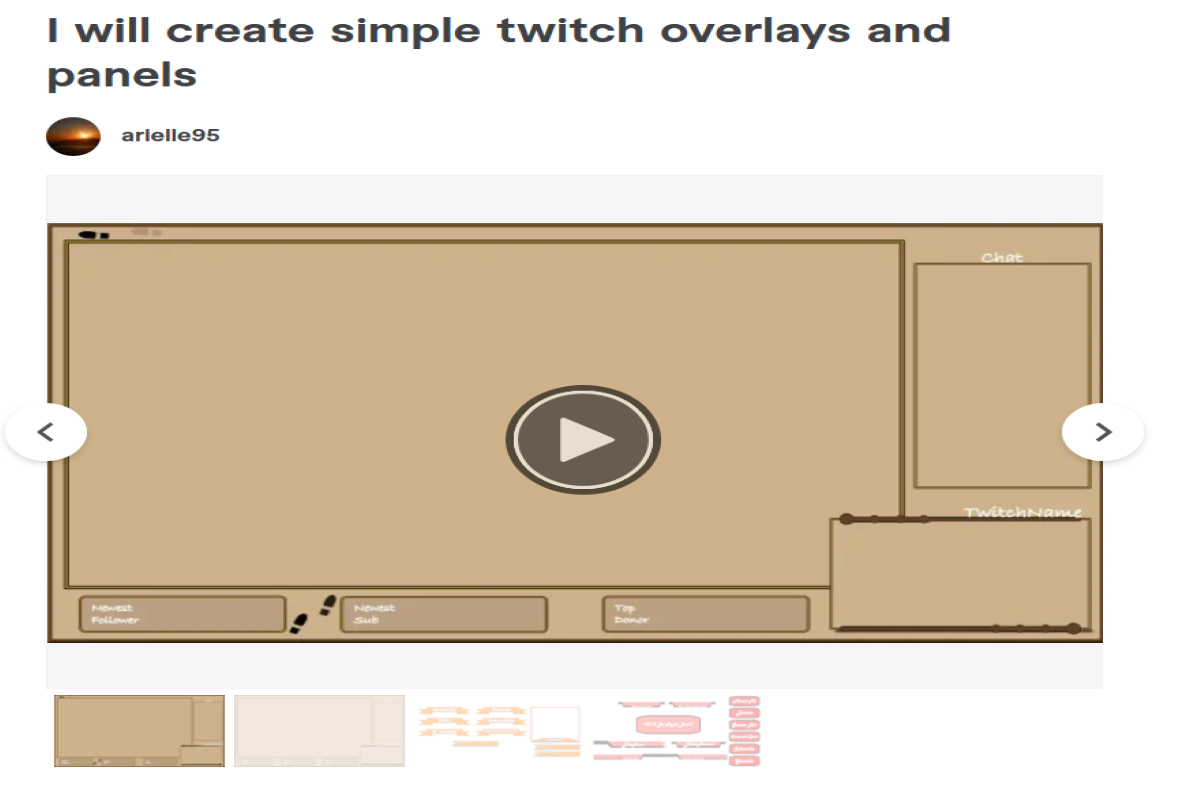 I will create simple twitch overlays and
panels
arielle95
Chat
TwitchName
Newest
Follower
Newest
Sub
Top
Donor